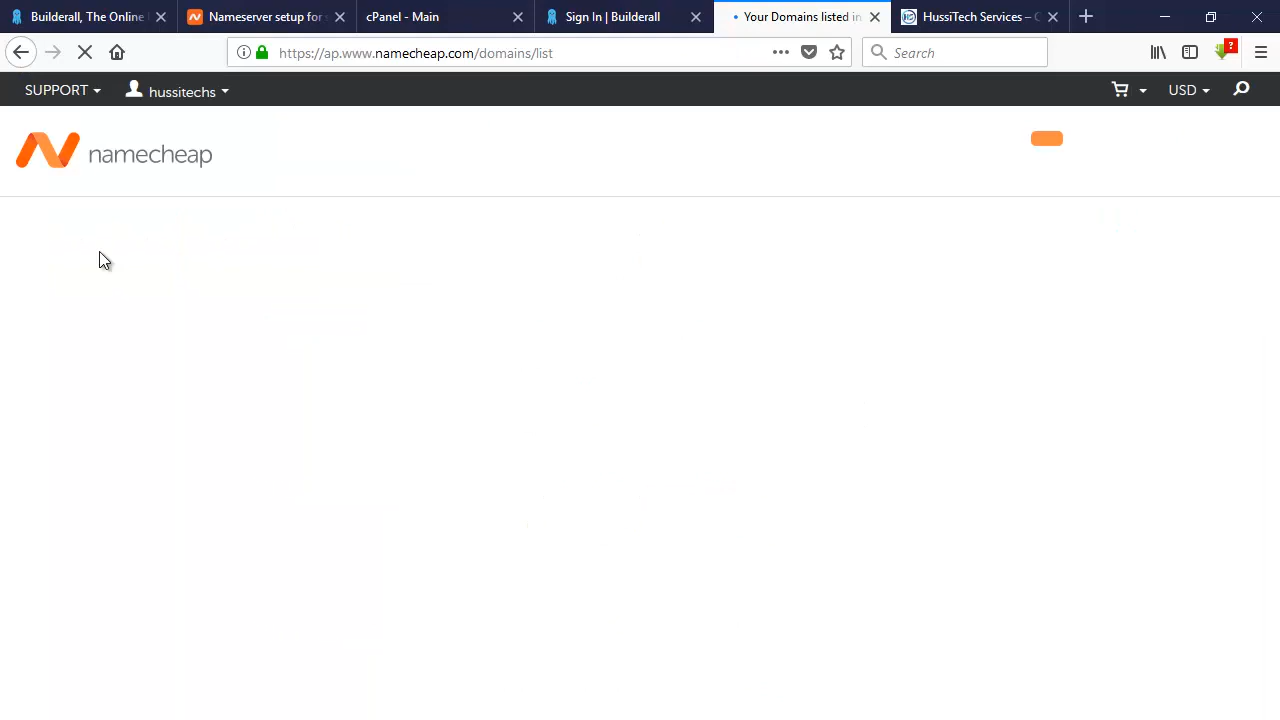 Builderall, The Online
Nameserver setup for
cPanel - Main
Sign In | Builderall
Your Domains listed in
HussiTech Services – C
https://ap.www.namecheap.com/domains/list
Search
?
SUPPORT
hussitechs
USD
namecheap